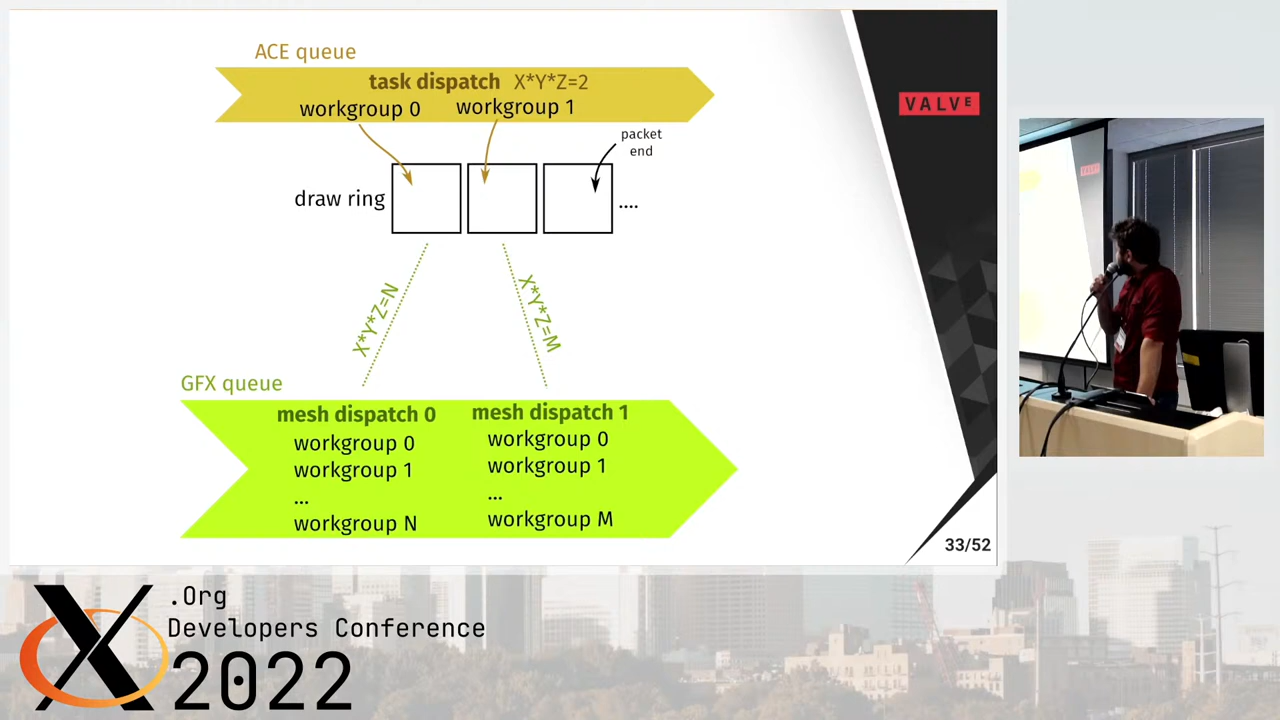 ACE queue
task dispatch X*Y*Z=2
workgroup 0 workgroup 1
packet
end
draw ring
....
X*Y*Z=N
X*Y*Z=M
GFX queue
mesh dispatch 0
workgroup 0
workgroup 1
...
workgroup N
mesh dispatch 1
workgroup 0
workgroup 1
...
workgroup M
VALVE
33/52
X.Org
Developers Conference
2022